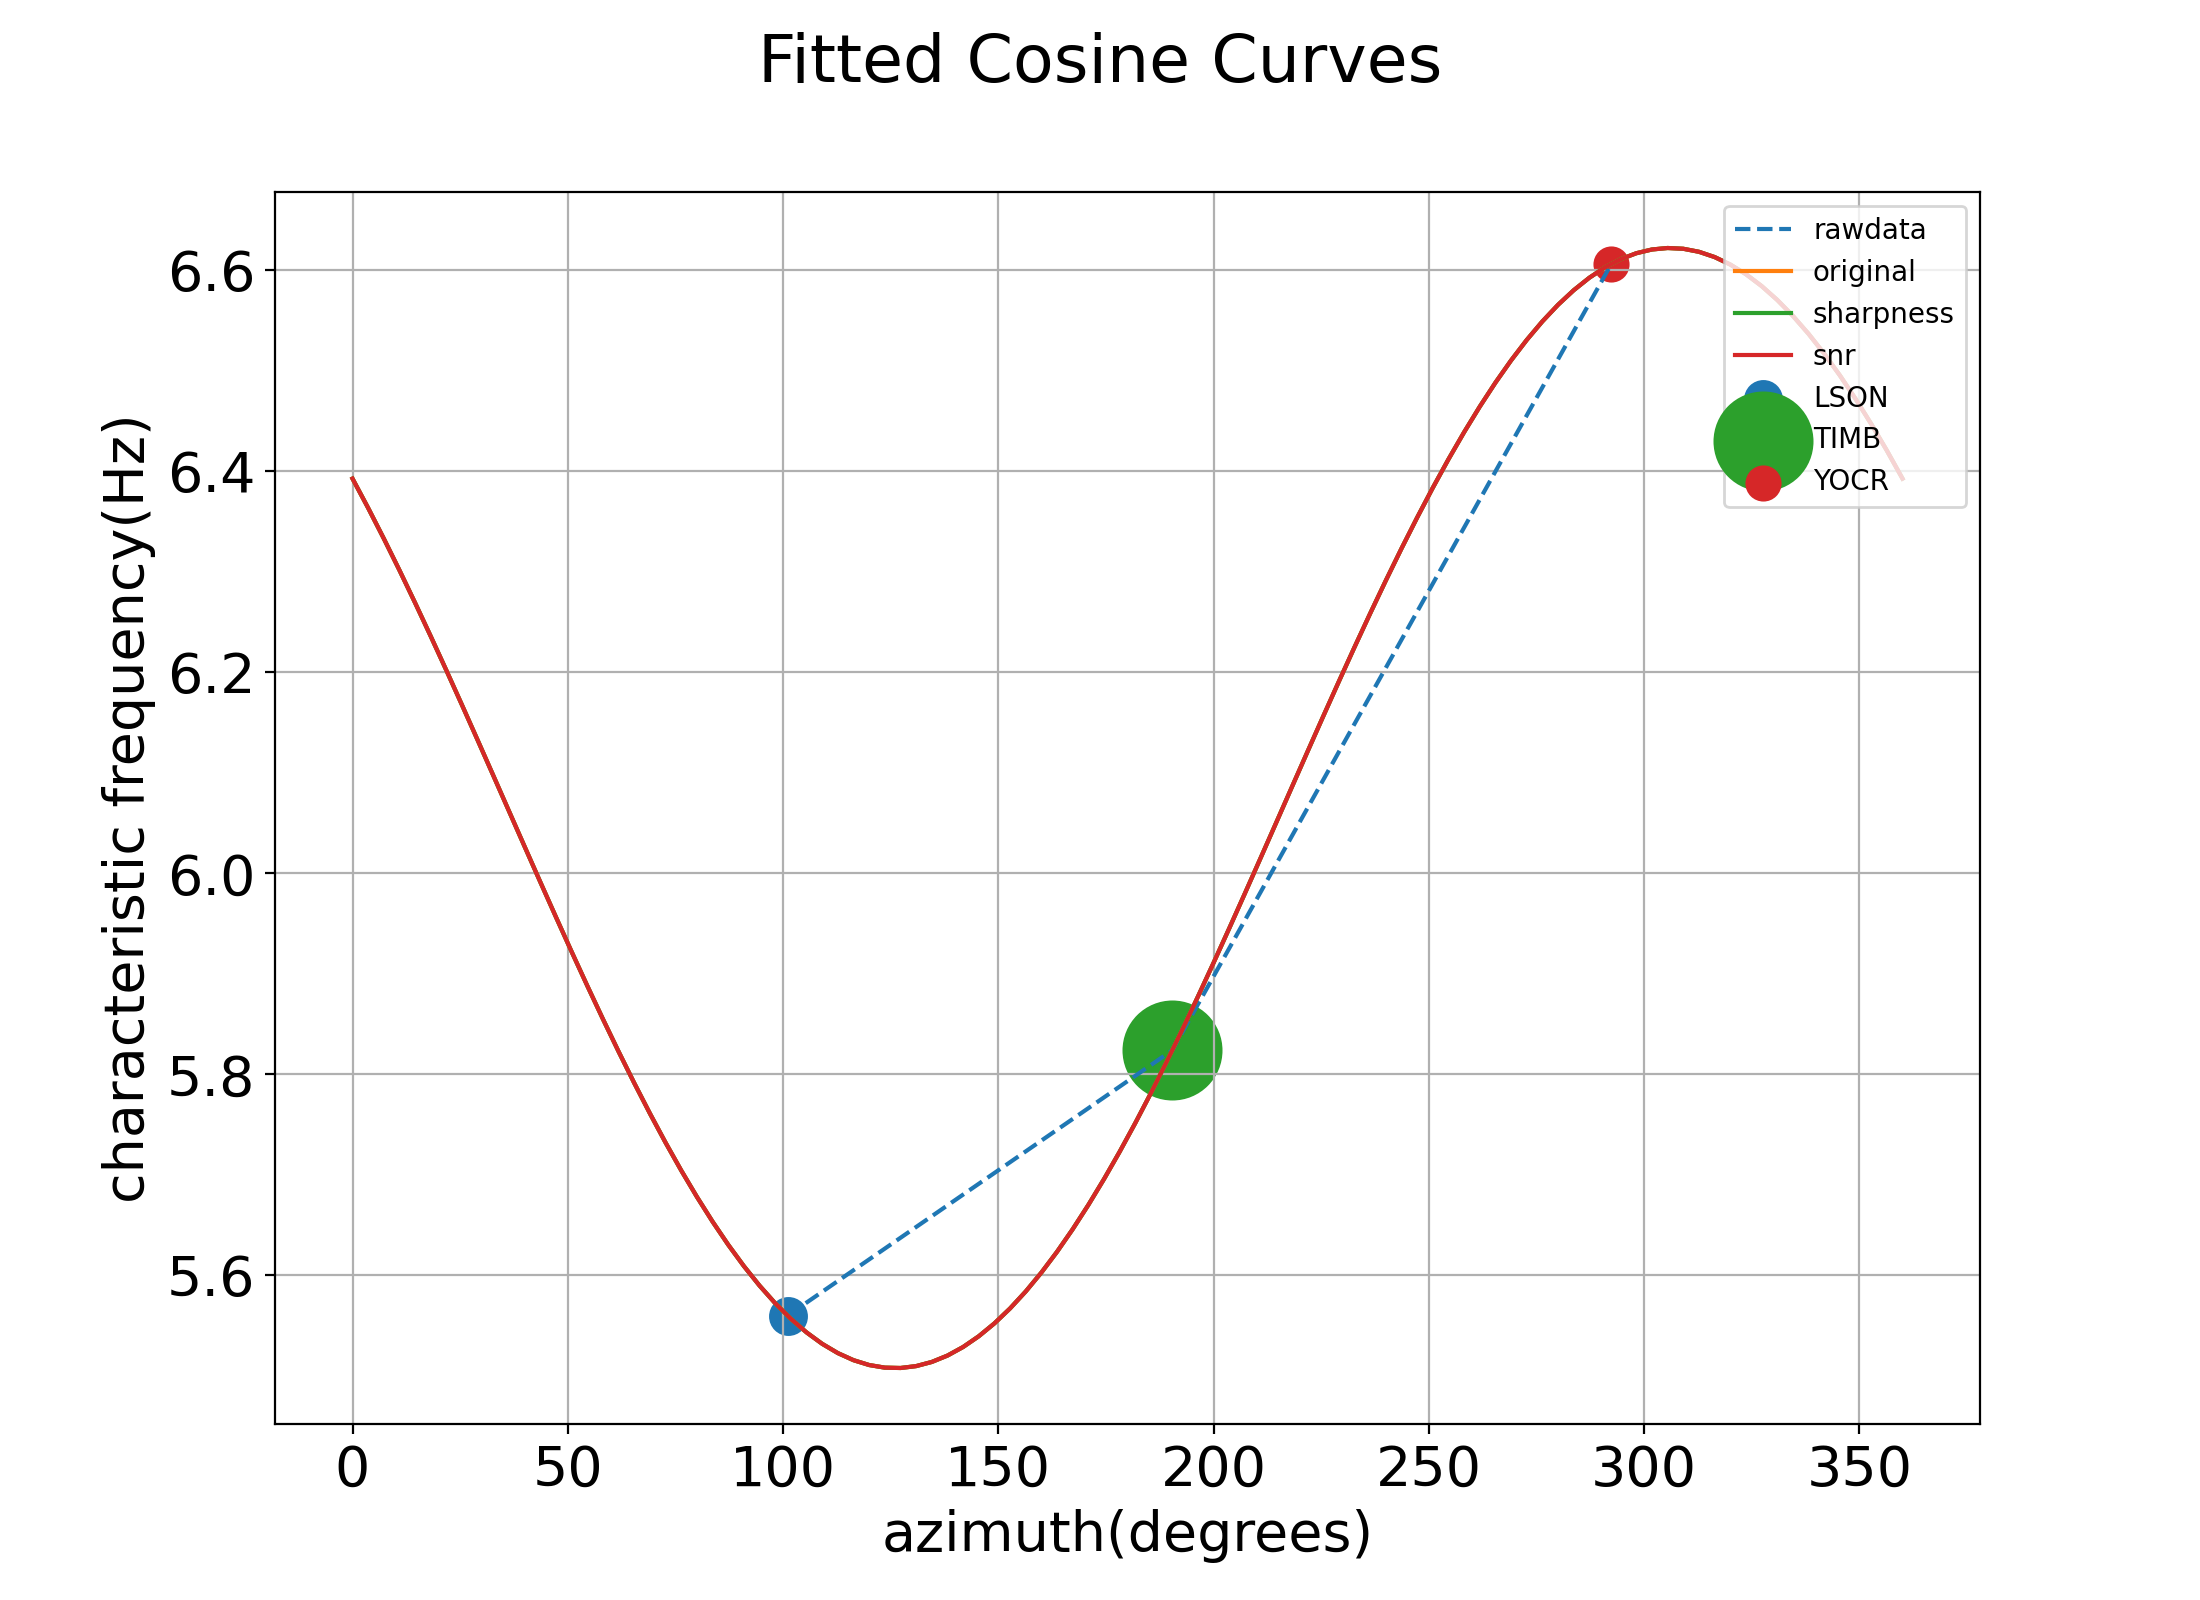 Fitted Cosine Curves
rawdata
original
sharpness
snr
LSON
TIMB
YOCR
characteristic frequency(Hz)
6.6
6.4
6.2
6.0
5.8
5.6
0 50 100 150 200 250 300 350
azimuth(degrees)